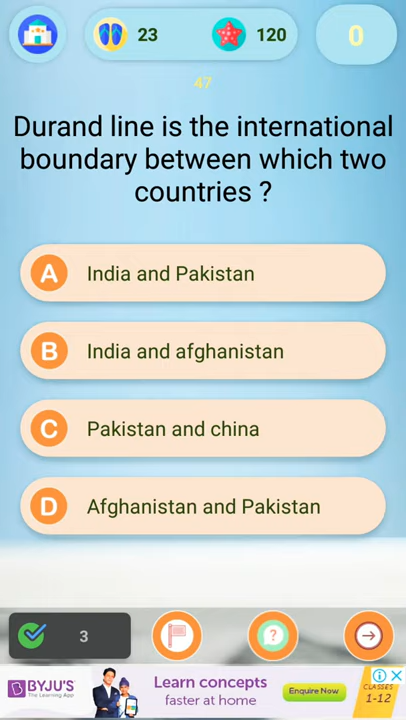 23
120
0
47
Durand line is the international
boundary between which two
countries ?
A India and Pakistan
B India and afghanistan
C Pakistan and china
D Afghanistan and Pakistan
3
?
BYJU'S
The Learning App
Learn concepts
faster at home
Enquire Now
CLASSES
1-12